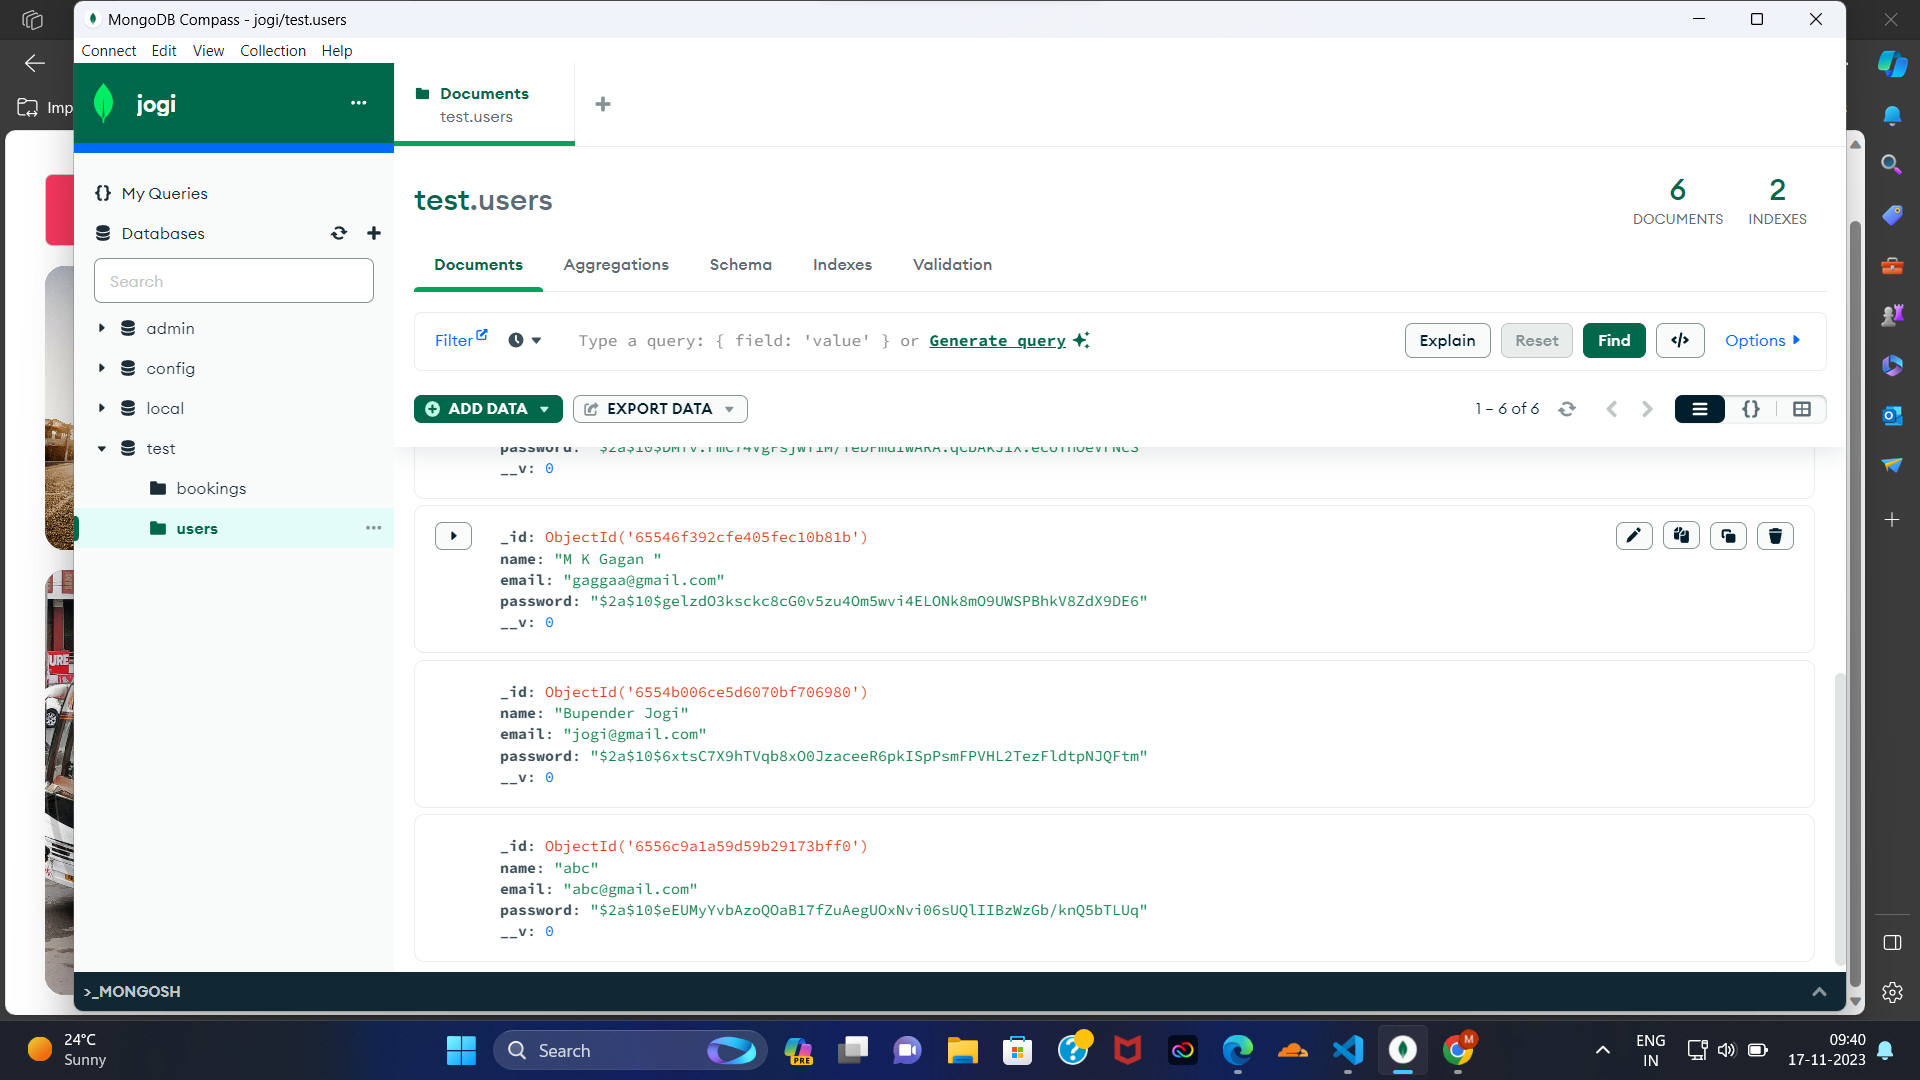 MongoDB Compass - jogi/test.users
Connect Edit View Collection Help
Imp
jogi
Documents
test.users
My Queries
Databases
Search
admin
config
local
test
bookings
users
test.users
6
DOCUMENTS
2
INDEXES
Documents Aggregations Schema Indexes Validation
Filter
Type a query: { field: 'value' } or Generate query
Explain Reset Find </> Options
ADD DATA EXPORT DATA
1 – 6 of 6
__v: 0
_id: ObjectId('65546f392cfe405fec10b81b')
name: "M K Gagan "
email: "gaggaa@gmail.com"
password: "$2a$10$gelzdO3ksckc8cG0v5zu4Om5wvi4ELONk8mO9UWSPBhkV8ZdX9DE6"
__v: 0
_id: ObjectId('6554b006ce5d6070bf706980')
name: "Bupender Jogi"
email: "jogi@gmail.com"
password: "$2a$10$6xtsC7X9hTVqb8xO0JzaceeR6pkISpPsmFPVHL2TezFldtpNJQFtm"
__v: 0
_id: ObjectId('6556c9a1a59d59b29173bff0')
name: "abc"
email: "abc@gmail.com"
password: "$2a$10$eEUMyYvbAzoQOaB17fZuAegUOxNvi06sUQlIIBzWzGb/knQ5bTLUq"
__v: 0
>_MONGOSH
URE
24°C
Sunny
Search
PRE
M
ENG
IN
09:40
17-11-2023